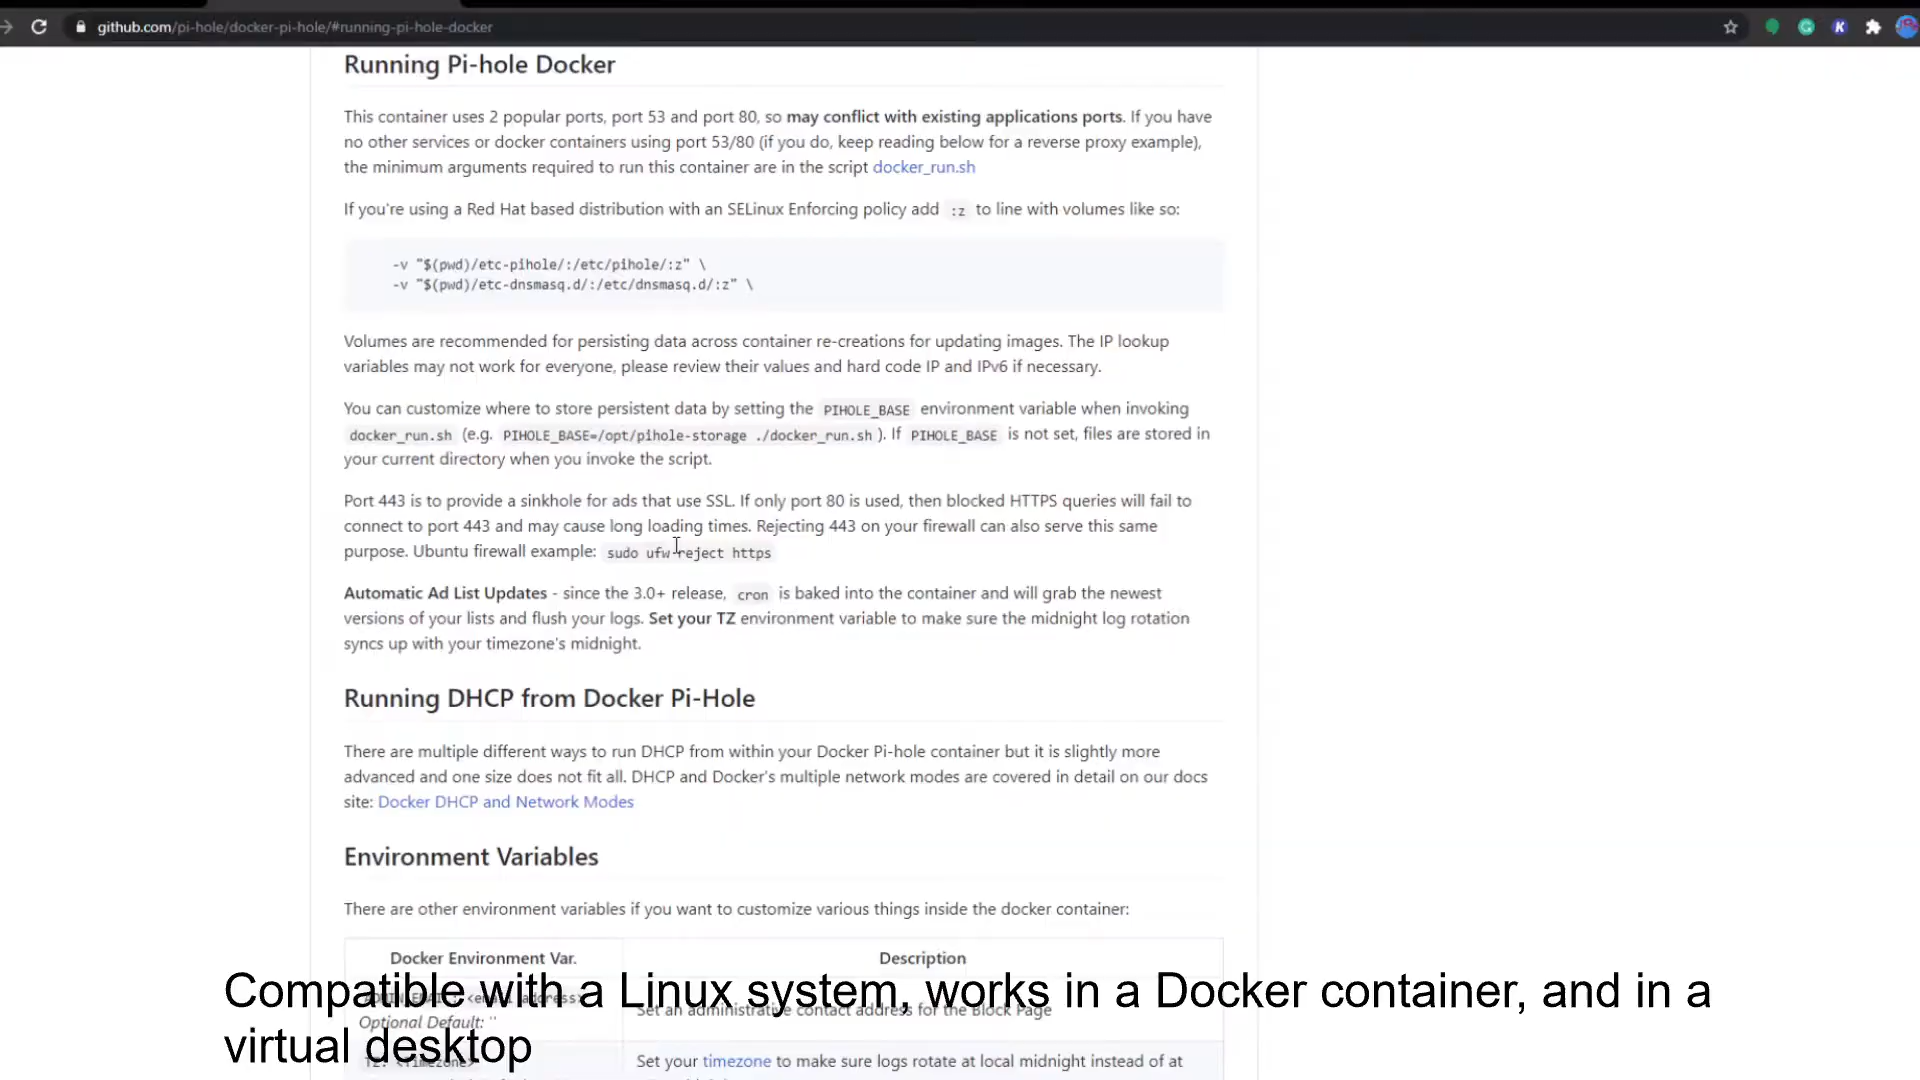 github.com/pi-hole/docker-pi-hole/#running-pi-hole-docker
Running Pi-hole Docker
This container uses 2 popular ports, port 53 and port 80, so may conflict with existing applications ports. If you have
no other services or docker containers using port 53/80 (if you do, keep reading below for a reverse proxy example),
the minimum arguments required to run this container are in the script docker_run.sh
If you're using a Red Hat based distribution with an SELinux Enforcing policy add :z to line with volumes like so:
-v "$(pwd)/etc-pihole/:/etc/pihole/:z" \
-v "$(pwd)/etc-dnsmasq.d/:/etc/dnsmasq.d/:z" \
Volumes are recommended for persisting data across container re-creations for updating images. The IP lookup
variables may not work for everyone, please review their values and hard code IP and IPv6 if necessary.
You can customize where to store persistent data by setting the PIHOLE_BASE environment variable when invoking
docker_run.sh (e.g. PIHOLE_BASE=/opt/pihole-storage ./docker_run.sh ). If PIHOLE_BASE is not set, files are stored in
your current directory when you invoke the script.
Port 443 is to provide a sinkhole for ads that use SSL. If only port 80 is used, then blocked HTTPS queries will fail to
connect to port 443 and may cause long loading times. Rejecting 443 on your firewall can also serve this same
purpose. Ubuntu firewall example: sudo ufw reject https
Automatic Ad List Updates - since the 3.0+ release, cron is baked into the container and will grab the newest
versions of your lists and flush your logs. Set your TZ environment variable to make sure the midnight log rotation
syncs up with your timezone's midnight.
Running DHCP from Docker Pi-Hole
There are multiple different ways to run DHCP from within your Docker Pi-hole container but it is slightly more
advanced and one size does not fit all. DHCP and Docker's multiple network modes are covered in detail on our docs
site: Docker DHCP and Network Modes
Environment Variables
There are other environment variables if you want to customize various things inside the docker container:
Docker Environment Var. Description
Set an administrative contact address for the Block Page
Optional Default: ''
Set your timezone to make sure logs rotate at local midnight instead of at
Compatible with a Linux system, works in a Docker container, and in a
virtual desktop